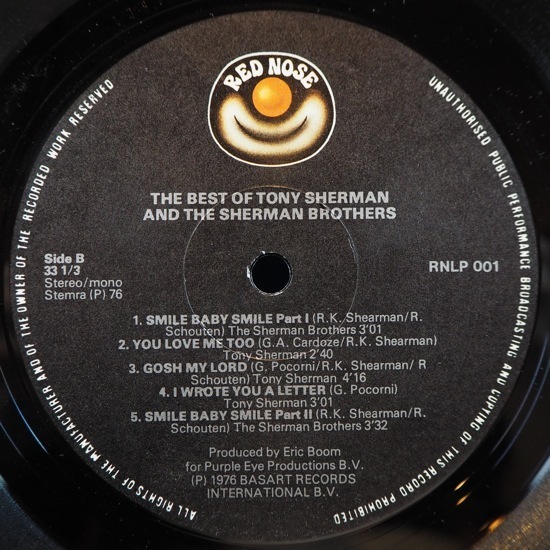 RED NOSE
THE BEST OF TONY SHERMAN
AND THE SHERMAN BROTHERS
Side B
33 1/3
Stereo/mono
Stemra (P) 76
RNLP 001
1. SMILE BABY SMILE Part I (R.K. Shearman/R.
Schouten) The Sherman Brothers 3'01
2. YOU LOVE ME TOO (G.A. Cardoze/R.K. Shearman)
Tony Sherman 2'40
3. GOSH MY LORD (G. Pocorni/R.K. Shearman/ R
Schouten) Tony Sherman 4'16
4. I WROTE YOU A LETTER (G. Pocorni)
Tony Sherman 3'01
5. SMILE BABY SMILE Part II (R.K. Shearman/R.
Schouten) The Sherman Brothers 3'32
Produced by Eric Boom
for Purple Eye Productions B.V.
(P) 1976 BASART RECORDS
INTERNATIONAL B.V.
ALL RIGHTS OF THE MANUFACTURER AND OF THE OWNER OF THE RECORDED WORK RESERVED
UNAUTHORISED PUBLIC PERFORMANCE BROADCASTING AND COPYING OF THIS RECORD PROHIBITED